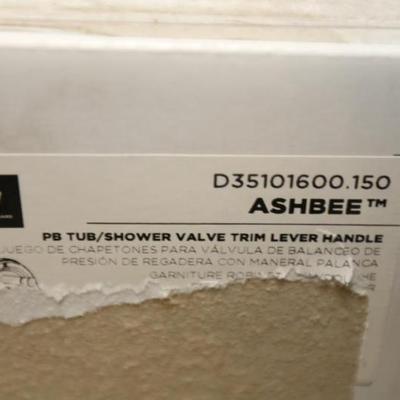 D35101600.150
ASHBEE™
PB TUB/SHOWER VALVE TRIM LEVER HANDLE
JUEGO DE CHAPETONES PARA VÁLVULA DE BALANCEO DE
PRESIÓN DE REGADERA CON MANERAL PALANCA
GARNITURE